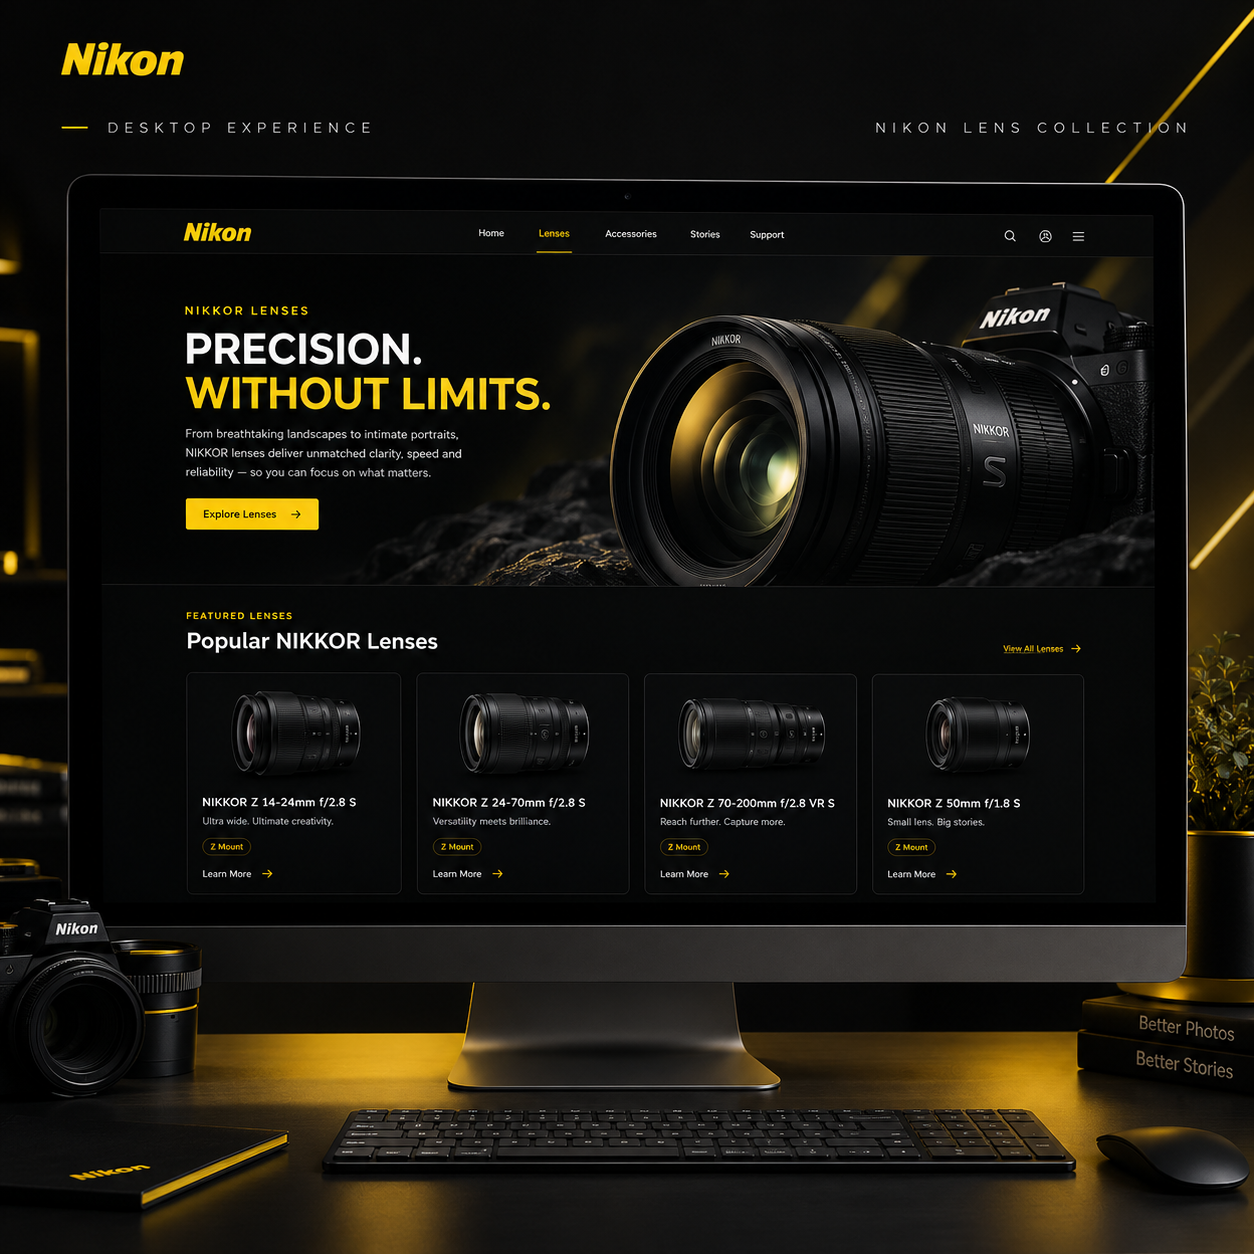 Nikon
DESKTOP EXPERIENCE
NIKON LENS COLLECTION
Nikon
Home
Lenses
Accessories
Stories
Support
NIKKOR LENSES
PRECISION.
WITHOUT LIMITS.
From breathtaking landscapes to intimate portraits,
NIKKOR lenses deliver unmatched clarity, speed and
reliability — so you can focus on what matters.
Explore Lenses
NIKKOR
Nikon
NIKKOR
S
FEATURED LENSES
Popular NIKKOR Lenses
View All Lenses
NIKKOR Z 14-24mm f/2.8 S
Ultra wide. Ultimate creativity.
Z Mount
Learn More
NIKKOR Z 24-70mm f/2.8 S
Versatility meets brilliance.
Z Mount
Learn More
NIKKOR Z 70-200mm f/2.8 VR S
Reach further. Capture more.
Z Mount
Learn More
NIKKOR Z 50mm f/1.8 S
Small lens. Big stories.
Z Mount
Learn More
Nikon
Better Photos
Better Stories
Nikon